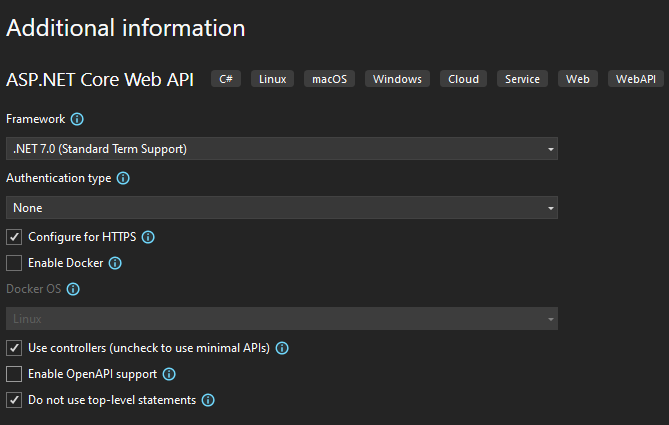 Additional information
ASP.NET Core Web API C# Linux macOS Windows Cloud Service Web WebAPI
Framework
.NET 7.0 (Standard Term Support)
Authentication type
None
Configure for HTTPS
Enable Docker
Docker OS
Linux
Use controllers (uncheck to use minimal APIs)
Enable OpenAPI support
Do not use top-level statements